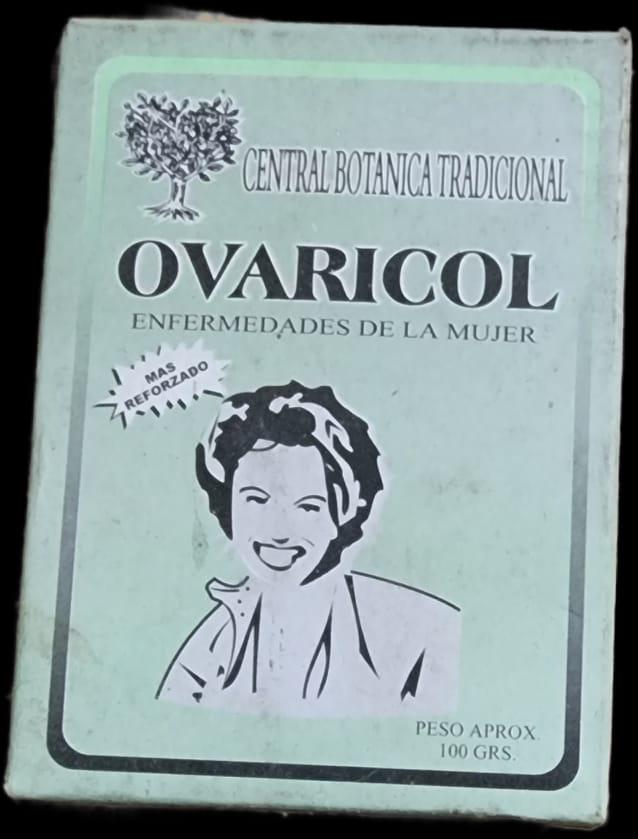 CENTRAL BOTANICA TRADICIONAL
OVARICOL
ENFERMEDADES DE LA MUJER
MAS
REFORZADO
PESO APROX.
100 GRS.